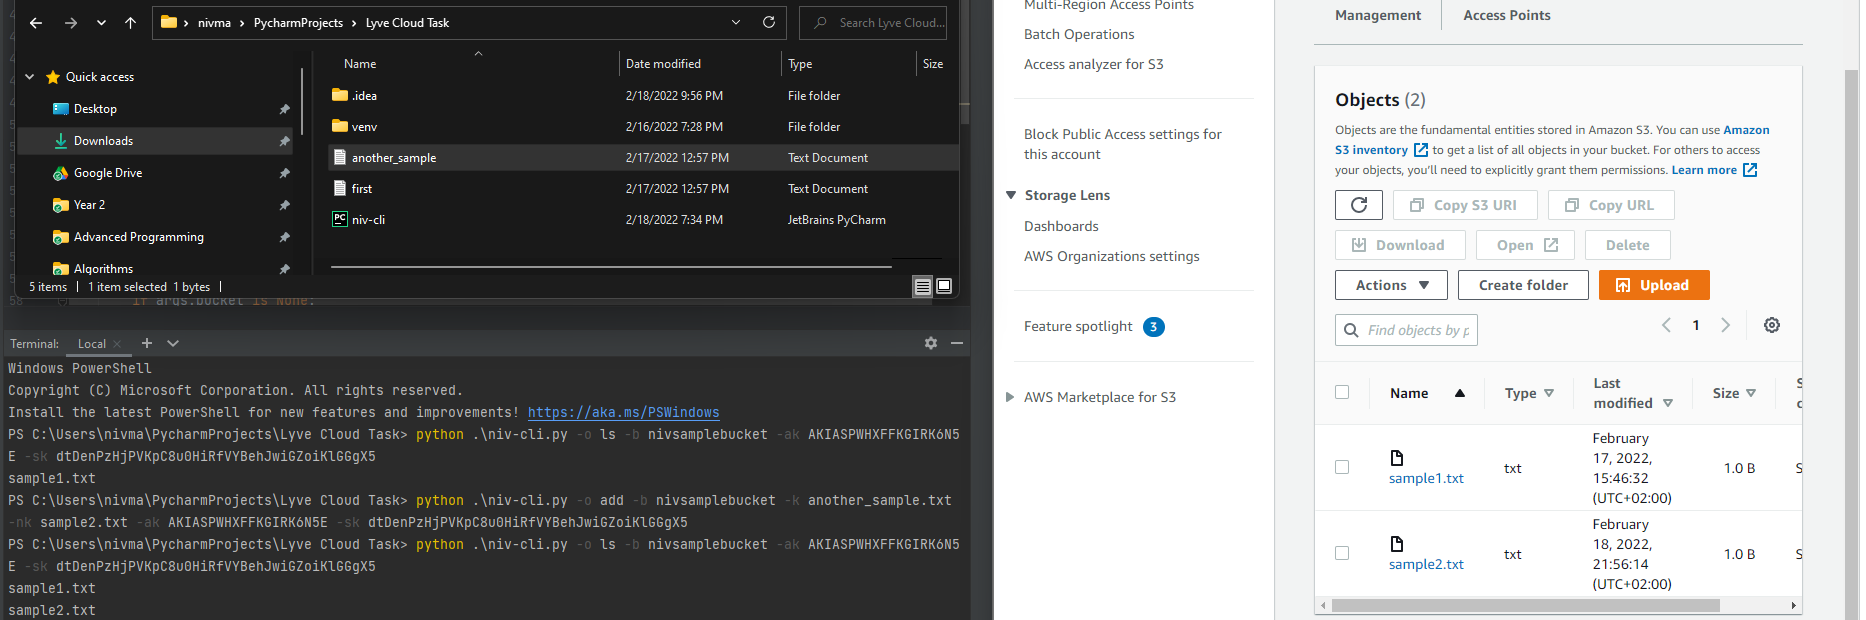 nivma > PycharmProjects > Lyve Cloud Task
Search Lyve Cloud...
Name
Date modified
Type
Size
Quick access
Desktop
Downloads
Google Drive
Year 2
Advanced Programming
Algorithms
.idea 2/18/2022 9:56 PM File folder
venv 2/16/2022 7:28 PM File folder
another_sample 2/17/2022 12:57 PM Text Document
first 2/17/2022 12:57 PM Text Document
niv-cli 2/18/2022 7:34 PM JetBrains PyCharm
5 items | 1 item selected 1 bytes |
58 if args.bucket is None:
Terminal: Local × +
Windows PowerShell
Copyright (C) Microsoft Corporation. All rights reserved.
Install the latest PowerShell for new features and improvements! https://aka.ms/PSWindows
PS C:\Users\nivma\PycharmProjects\Lyve Cloud Task> python .\niv-cli.py -o ls -b nivsamplebucket -ak AKIASPWHXFFKGIRK6N5
E -sk dtDenPzHjPVKpC8u0HiRfVYBehJwiGZoiKlGGgX5
sample1.txt
PS C:\Users\nivma\PycharmProjects\Lyve Cloud Task> python .\niv-cli.py -o add -b nivsamplebucket -k another_sample.txt
-nk sample2.txt -ak AKIASPWHXFFKGIRK6N5E -sk dtDenPzHjPVKpC8u0HiRfVYBehJwiGZoiKlGGgX5
PS C:\Users\nivma\PycharmProjects\Lyve Cloud Task> python .\niv-cli.py -o ls -b nivsamplebucket -ak AKIASPWHXFFKGIRK6N5
E -sk dtDenPzHjPVKpC8u0HiRfVYBehJwiGZoiKlGGgX5
sample1.txt
sample2.txt
Multi-Region Access Points
Batch Operations
Access analyzer for S3
Block Public Access settings for
this account
Storage Lens
Dashboards
AWS Organizations settings
Feature spotlight 3
AWS Marketplace for S3
Management
Access Points
Objects (2)
Objects are the fundamental entities stored in Amazon S3. You can use Amazon
S3 inventory to get a list of all objects in your bucket. For others to access
your objects, you'll need to explicitly grant them permissions. Learn more
Copy S3 URI
Copy URL
Download
Open
Delete
Actions
Create folder
Upload
Find objects by p
1
Name
Type
Last
modified
Size
sample1.txt
txt
February
17, 2022,
15:46:32
(UTC+02:00)
1.0 B
sample2.txt
txt
February
18, 2022,
21:56:14
(UTC+02:00)
1.0 B